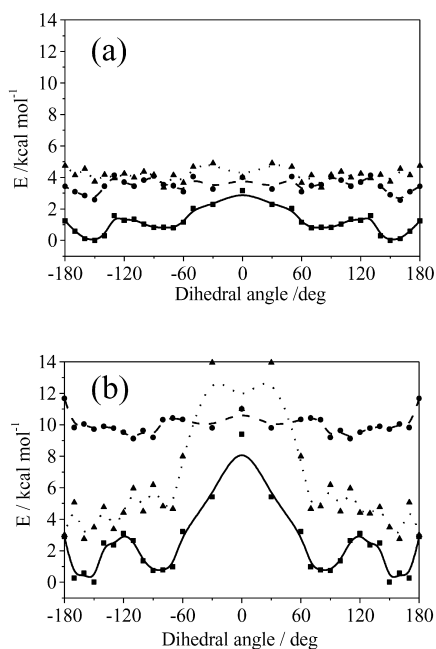 (a)
E /kcal mol-1
14
12
10
8
6
4
2
0
-180 -120 -60 0 60 120 180
Dihedral angle /deg
(b)
E / kcal mol-1
14
12
10
8
6
4
2
0
-180 -120 -60 0 60 120 180
Dihedral angle / deg